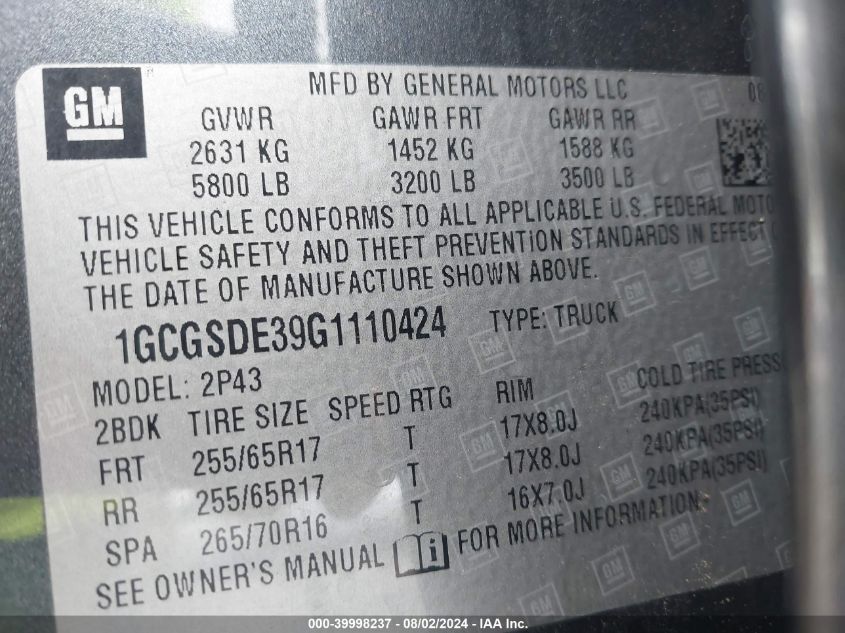 GM
MFD BY GENERAL MOTORS LLC
GVWR GAWR FRT GAWR RR
2631 KG 1452 KG 1588 KG
5800 LB 3200 LB 3500 LB
THIS VEHICLE CONFORMS TO ALL APPLICABLE U.S. FEDERAL
VEHICLE SAFETY AND THEFT PREVENTION STANDARDS IN EFFECT
THE DATE OF MANUFACTURE SHOWN ABOVE.
1GCGSDE39G1110424 TYPE: TRUCK
MODEL: 2P43
2BDK TIRE SIZE SPEED RTG RIM COLD TIRE
FRT 255/65R17 T 17X8.0J 240KPA(35PSI)
RR 255/65R17 T 17X8.0J 240KPA(35PSI)
SPA 265/70R16 T 16X7.0J 240KPA(35PSI)
SEE OWNER'S MANUAL i FOR MORE INFORMATION.
000-39998237 - 08/02/2024 - IAA Inc.